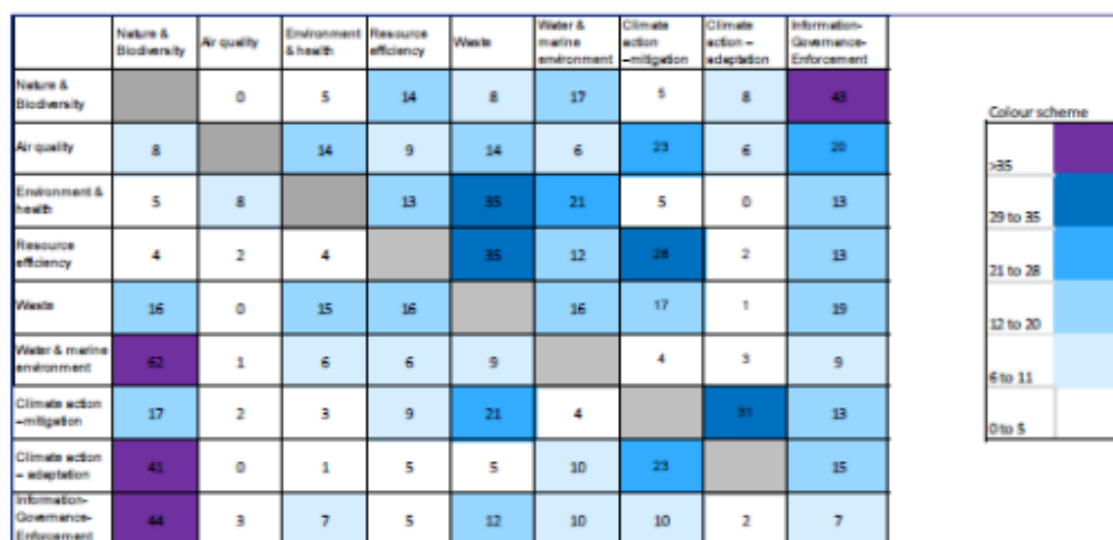 Nature & Biodiversity Air quality Environment & health Resource efficiency Waste Water & marine environment Climate action –mitigation Climate action – adaptation Information-Governance-Enforcement
Nature & Biodiversity 0 5 14 8 17 5 8 43
Air quality 8 14 9 14 6 23 6 20
Environment & health 5 8 13 35 21 5 0 13
Resource efficiency 4 2 4 35 12 28 2 13
Waste 16 0 15 16 16 17 1 19
Water & marine environment 62 1 6 6 9 4 3 9
Climate action –mitigation 17 2 3 9 21 4 31 13
Climate action – adaptation 41 0 1 5 5 10 23 15
Information-Governance-Enforcement 44 3 7 5 12 10 10 2 7
Colour scheme
>35
29 to 35
21 to 28
12 to 20
6 to 11
0 to 5